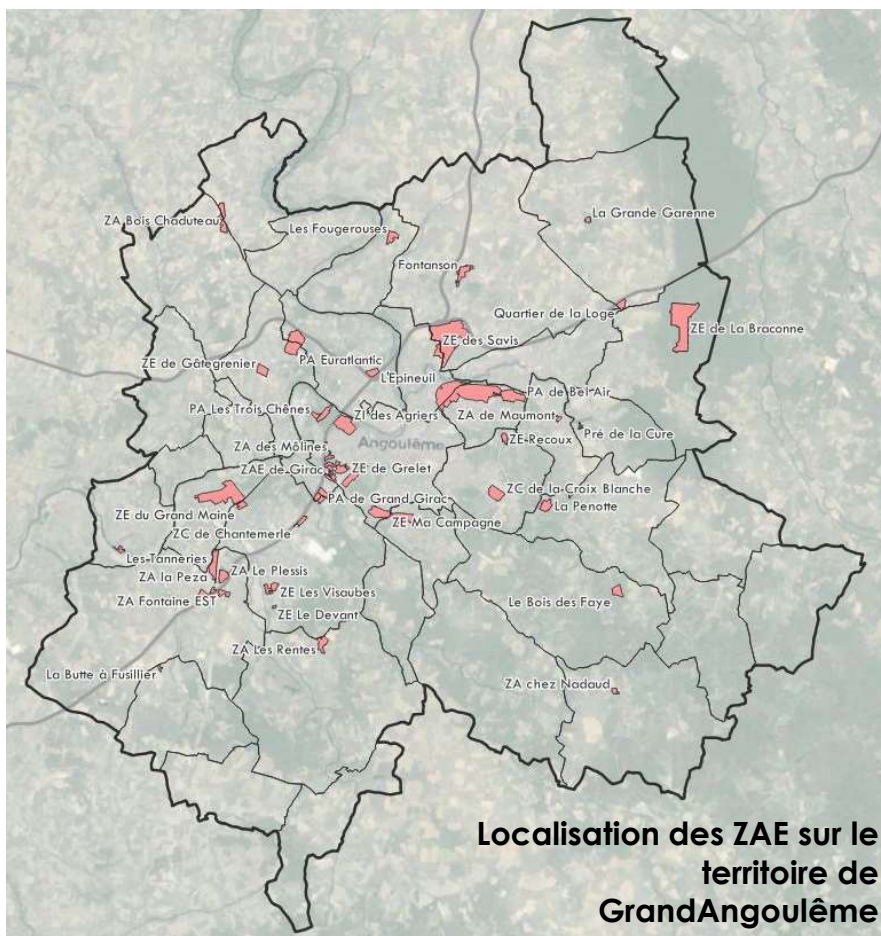 La Grande Garenne
ZA Bois Chaduteau
Les Fougerouses
Fontanson
Quartier de la Loge
ZE de La Braconne
ZE des Savis
PA Euratlantic
ZE de Gâtegrenier
L'Epineuil
PA de Bel Air
PA Les Trois Chênes
ZI des Agriers
ZA de Maumont
Pré de la Cure
Angoulême
ZE Recoux
ZA des Môlines
ZAE de Girac
ZE de Grelet
ZC de la Croix Blanche
PA de Grand Girac
La Penotte
ZE du Grand Maine
ZE Ma Campagne
ZC de Chantemerle
Les Tanneries
ZA Le Plessis
ZA la Peza
ZE Les Visaubes
ZA Fontaine EST
Le Bois des Faye
ZE Le Devant
ZA Les Rentes
La Butte à Fusillier
ZA chez Nadaud
Localisation des ZAE sur le
territoire de
GrandAngoulême